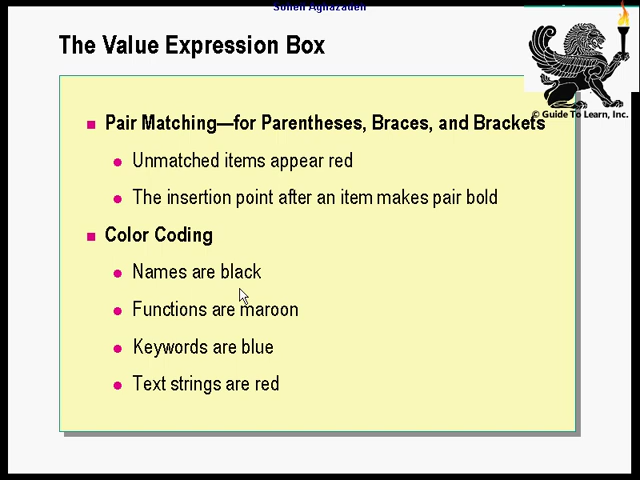 The Value Expression Box
© Guide To Learn, Inc.
Pair Matching—for Parentheses, Braces, and Brackets
Unmatched items appear red
The insertion point after an item makes pair bold
Color Coding
Names are black
Functions are maroon
Keywords are blue
Text strings are red